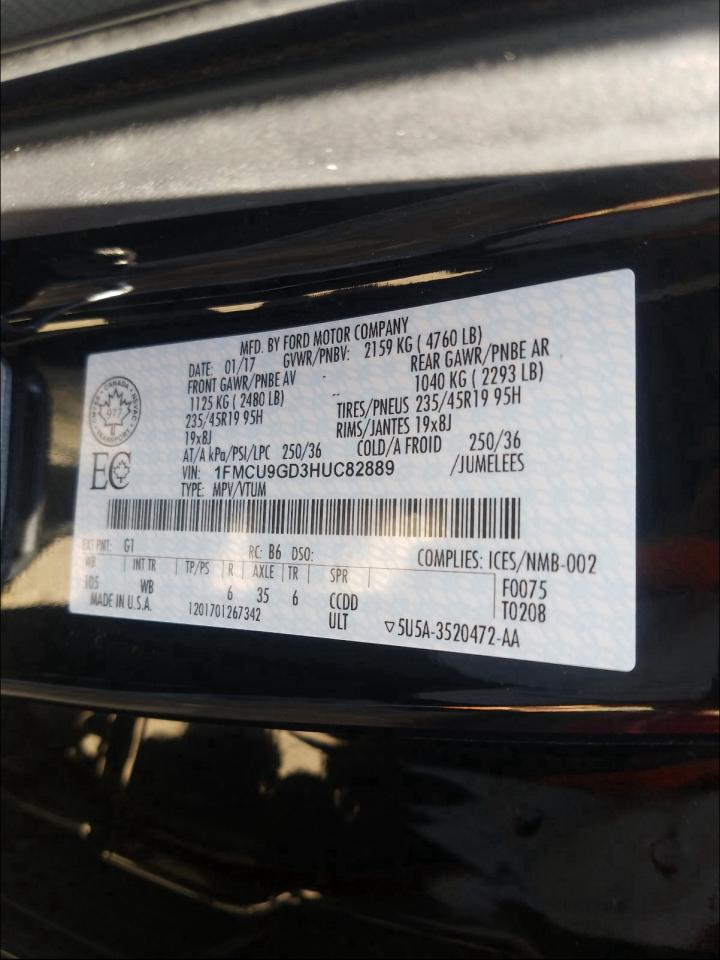 MFD. BY FORD MOTOR COMPANY
DATE: 01/17 GVWR/PNBV: 2159 KG ( 4760 LB)
FRONT GAWR/PNBE AV - REAR GAWR/PNBE AR
1125 KG ( 2480 LB) -- 1040 KG ( 2293 LB)
235/45R19 95H TIRES/PNEUS 235/45R19 95H
19x8J RIMS/JANTES 19x8J
AT/A kPa/PSI/LPC 250/36 COLD/A FROID 250/36
VIN: 1FMCU9GD3HUC82889 /JUMELEES
TYPE: MPV/VTUM
CANADA
977
TRANSPORT
EC
EXT PNT: G1 RC: B6 DSO: COMPLIES: ICES/NMB-002
WB INT TR TP/PS R AXLE TR SPR F0075
105 WB 6 35 6 CCDD T0208
MADE IN U.S.A. 1201701267342 ULT ▽5U5A-3520472-AA